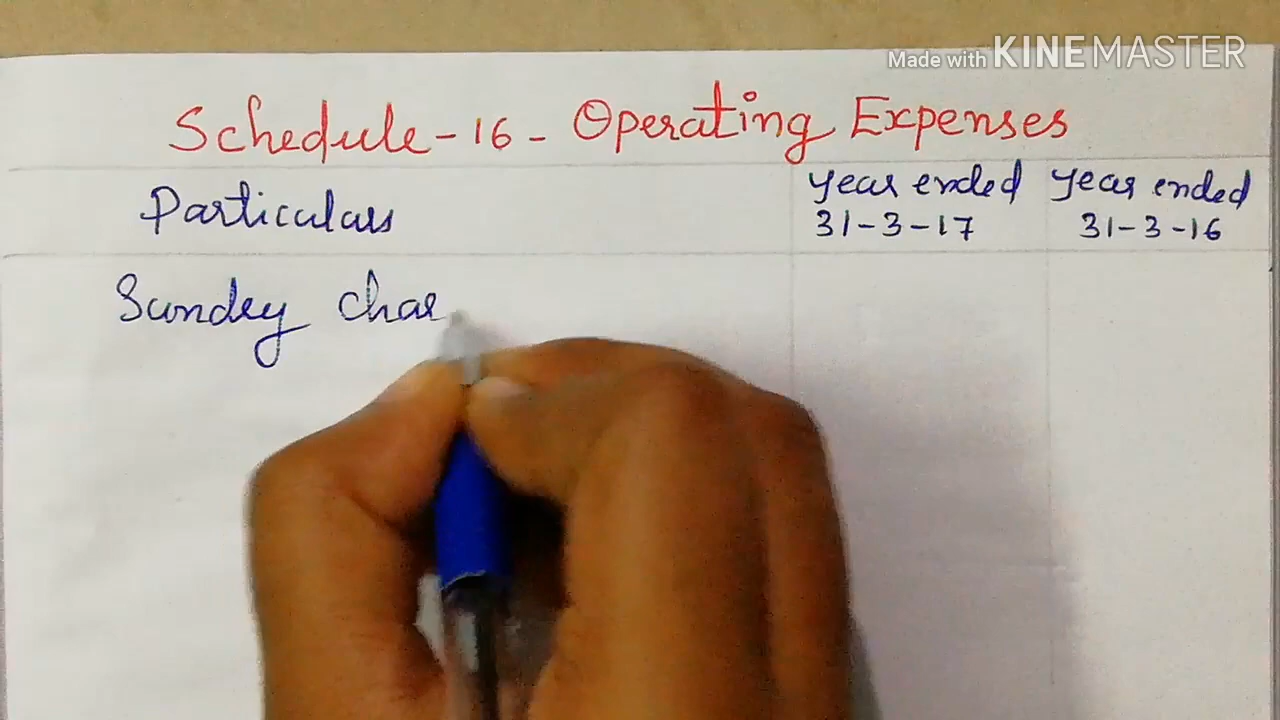 Made with KINEMASTER
Schedule-16- Operating Expenses
Particulars
Year ended
31-3-17
Year ended
31-3-16
Sundry char